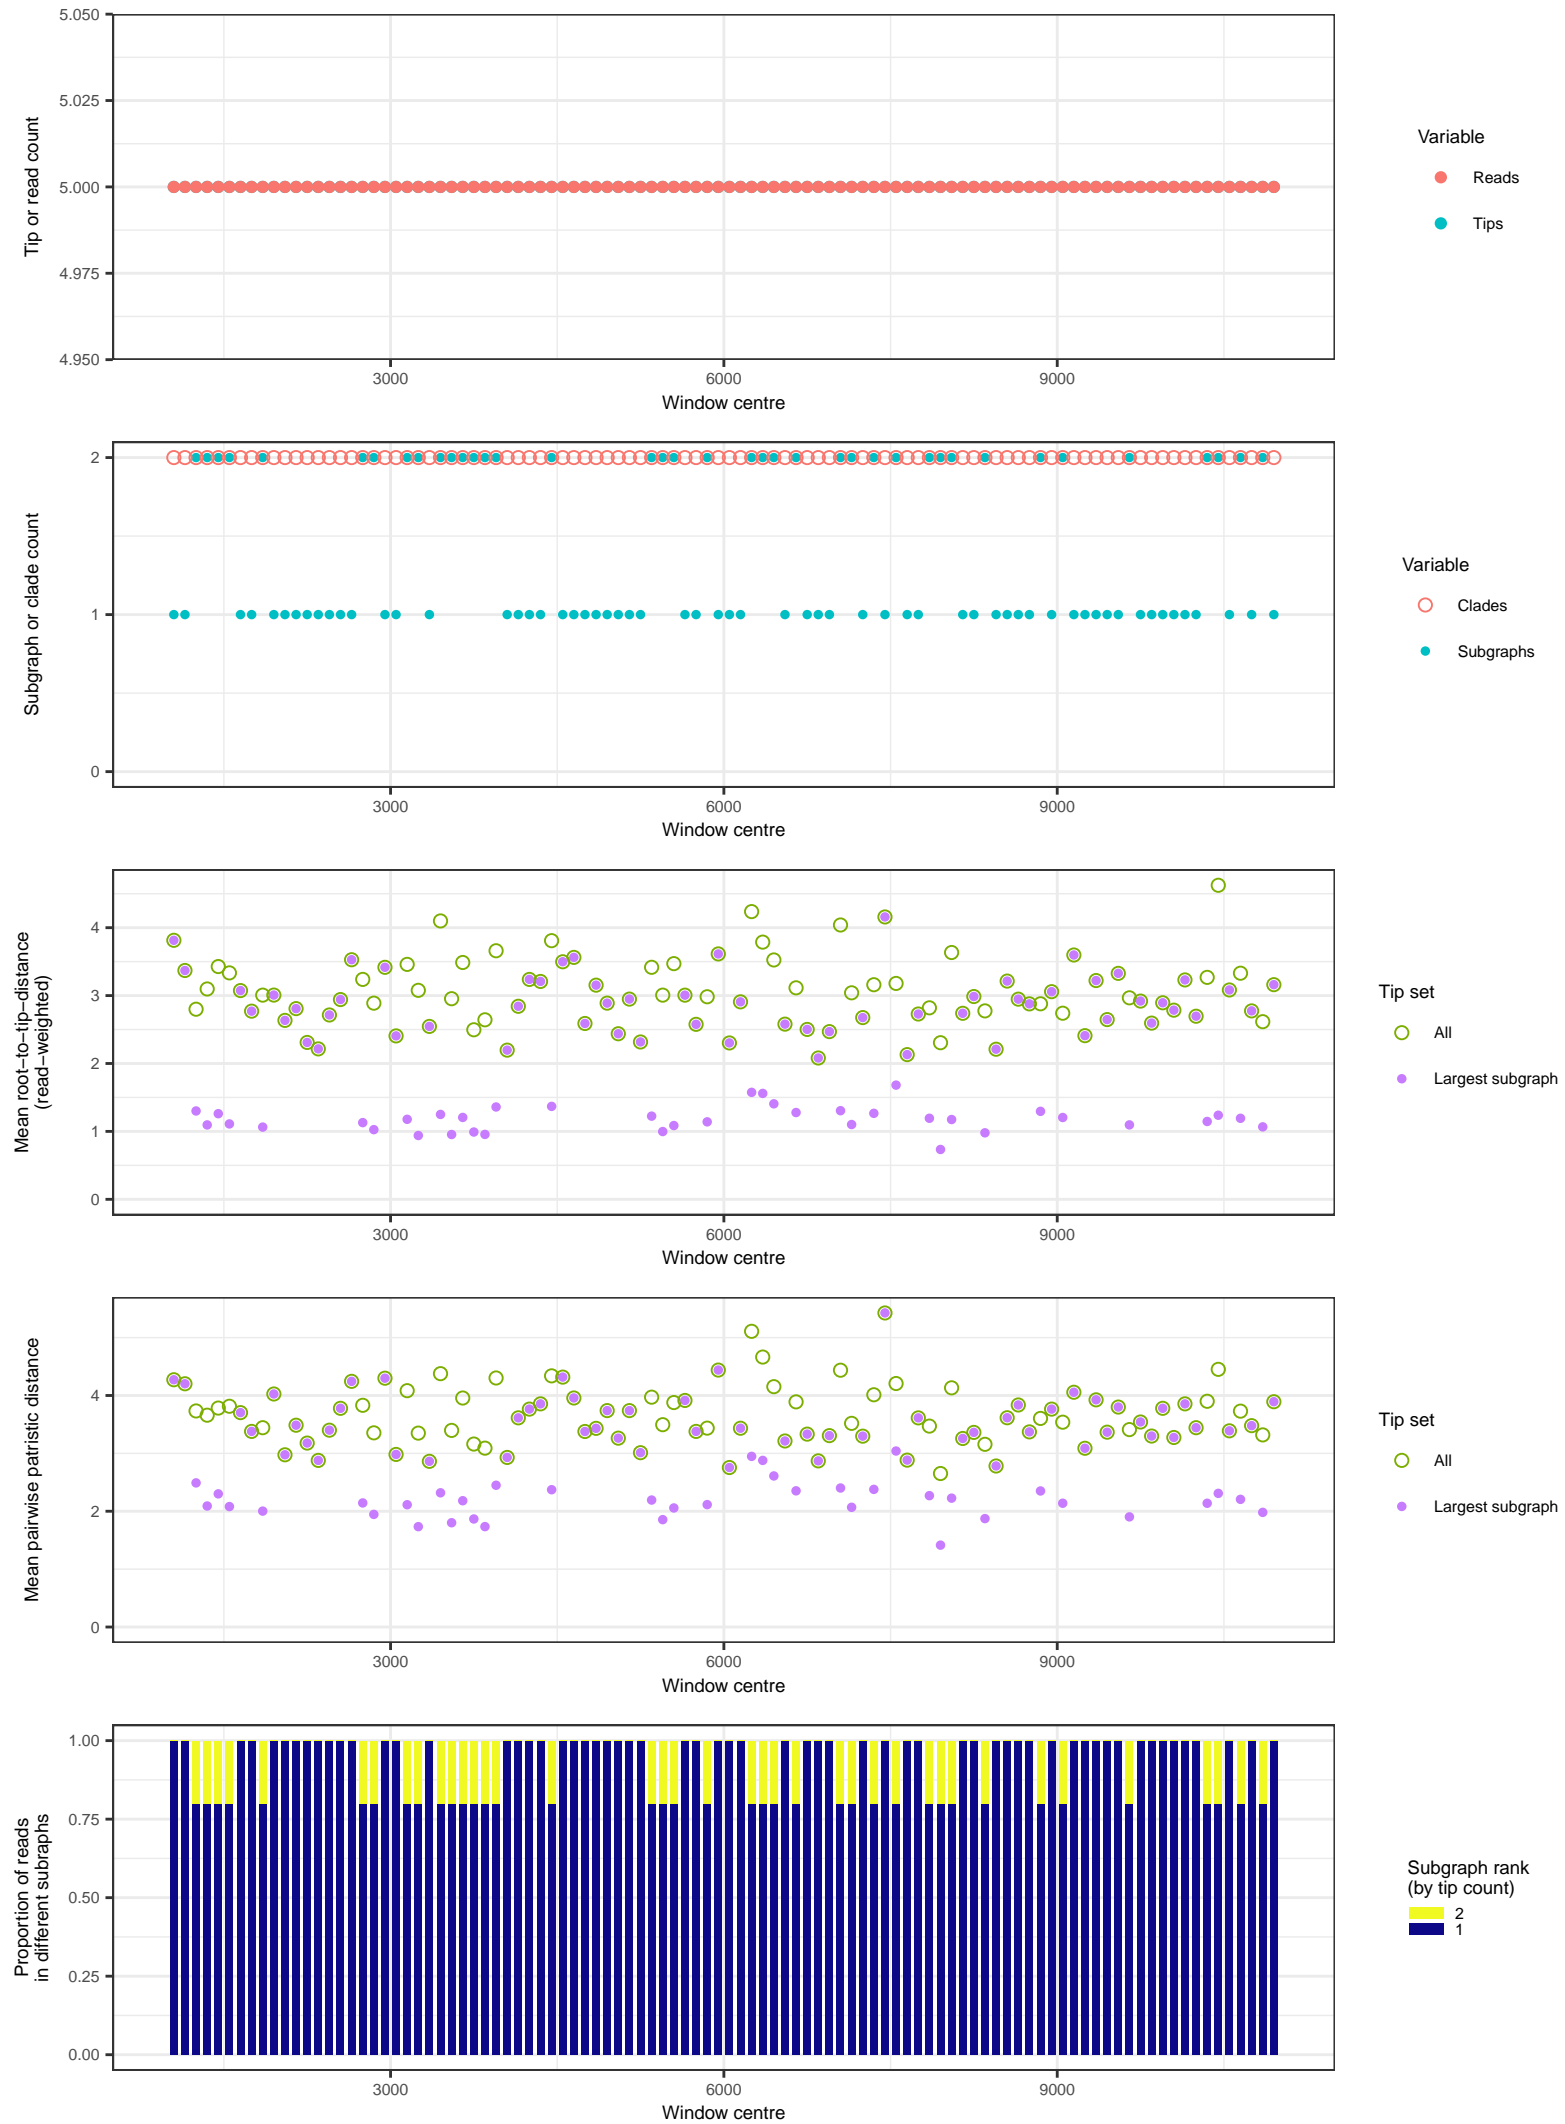 5.050
5.025
5.000
4.975
4.950
Tip or read count
3000
6000
9000
Window centre
Variable
Reads
Tips
2
1
0
Subgraph or clade count
3000
6000
9000
Window centre
Variable
Clades
Subgraphs
4
3
2
1
0
Mean root−to−tip−distance
(read−weighted)
3000
6000
9000
Window centre
Tip set
All
Largest subgraph
4
2
0
Mean pairwise patristic distance
3000
6000
9000
Window centre
Tip set
All
Largest subgraph
1.00
0.75
0.50
0.25
0.00
Proportion of reads
in different subraphs
3000
6000
9000
Window centre
Subgraph rank
(by tip count)
2
1